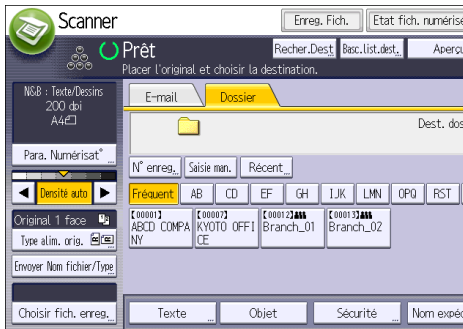 Scanner
Enreg. Fich.
Etat fich. numérise
Prêt
Recher.Dest.
Basc.list.dest.
Aperçu
Placer l'original et choisir la destination.
N&B : Texte/Dessins
200 dpi
A4
E-mail
Dossier
Dest. dos
Para. Numérisat°
N° enreg.
Saisie man.
Récent
Densité auto
Fréquent
AB
CD
EF
GH
IJK
LMN
OPQ
RST
Original 1 face
[00001]
ABCD COMPA
NY
[00007]
KYOTO OFFI
CE
[00012]
Branch_01
[00013]
Branch_02
Type alim. orig.
Envoyer Nom fichier/Type
Choisir fich. enreg.
Texte
Objet
Sécurité
Nom expéd